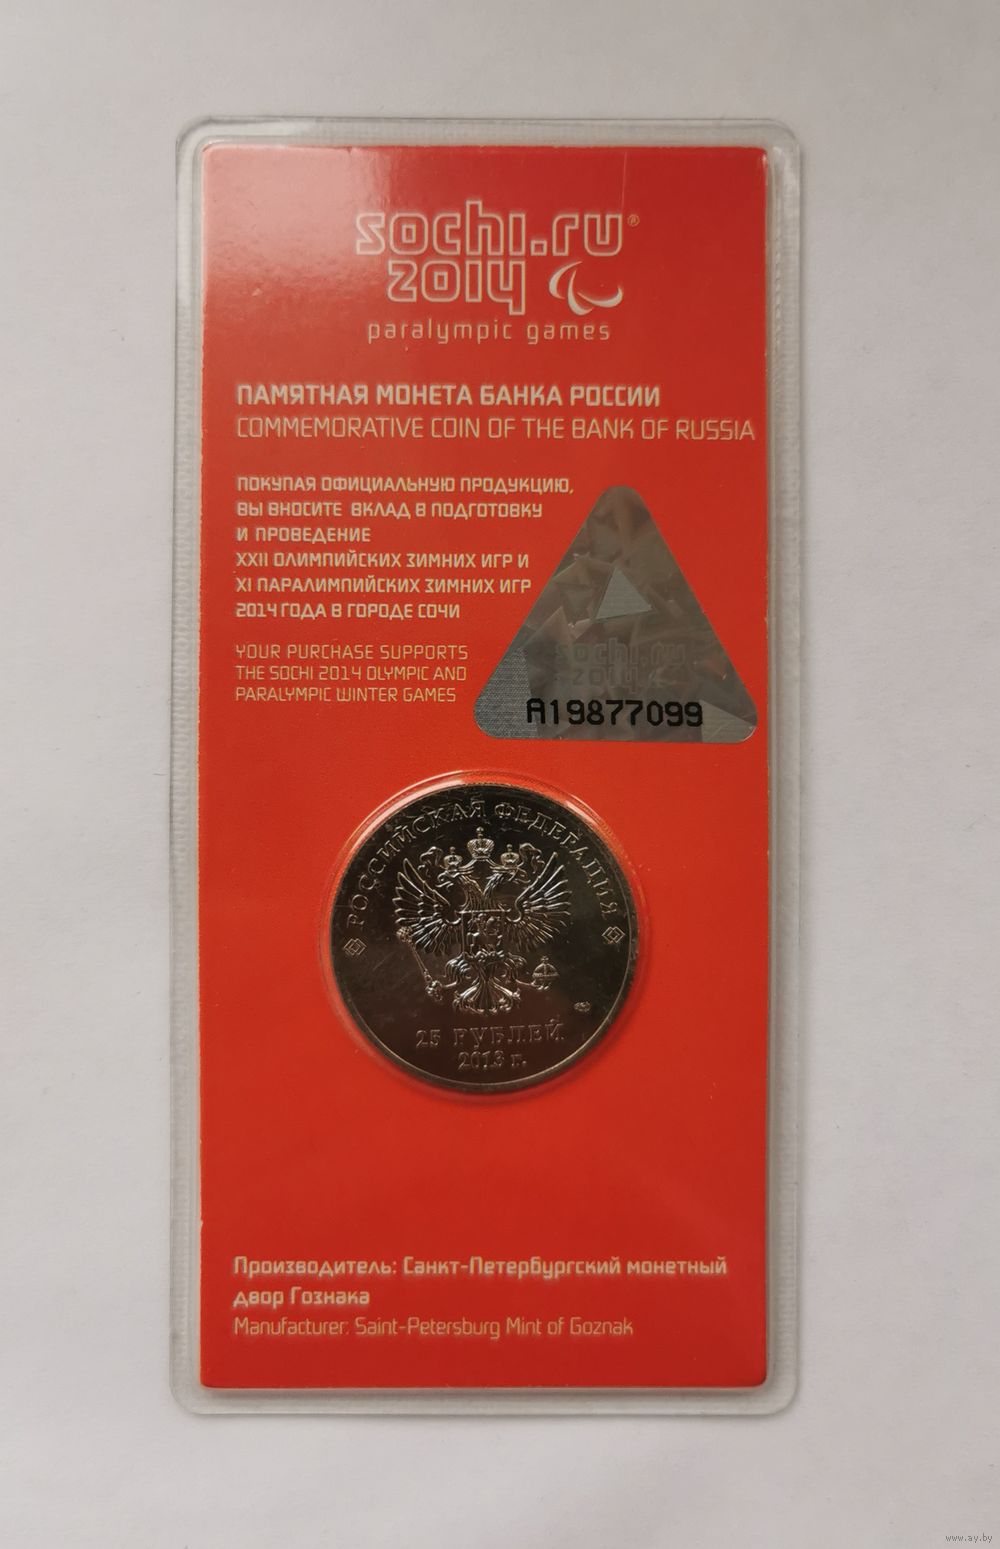 sochi.ru®
2014
paralympic games
ПАМЯТНАЯ МОНЕТА БАНКА РОССИИ
COMMEMORATIVE COIN OF THE BANK OF RUSSIA
ПОКУПАЯ ОФИЦИАЛЬНУЮ ПРОДУКЦИЮ,
ВЫ ВНОСИТЕ ВКЛАД В ПОДГОТОВКУ
И ПРОВЕДЕНИЕ
XXII ОЛИМПИЙСКИХ ЗИМНИХ ИГР И
XI ПАРАЛИМПИЙСКИХ ЗИМНИХ ИГР
2014 ГОДА В ГОРОДЕ СОЧИ
YOUR PURCHASE SUPPORTS
THE SOCHI 2014 OLYMPIC AND
PARALYMPIC WINTER GAMES
sochi.ru
2014
A19877099
РОССИЙСКАЯ ФЕДЕРАЦИЯ
25 РУБЛЕЙ
2013 г.
Производитель: Санкт-Петербургский монетный
двор Гознака
Manufacturer: Saint-Petersburg Mint of Goznak
www.ay.by